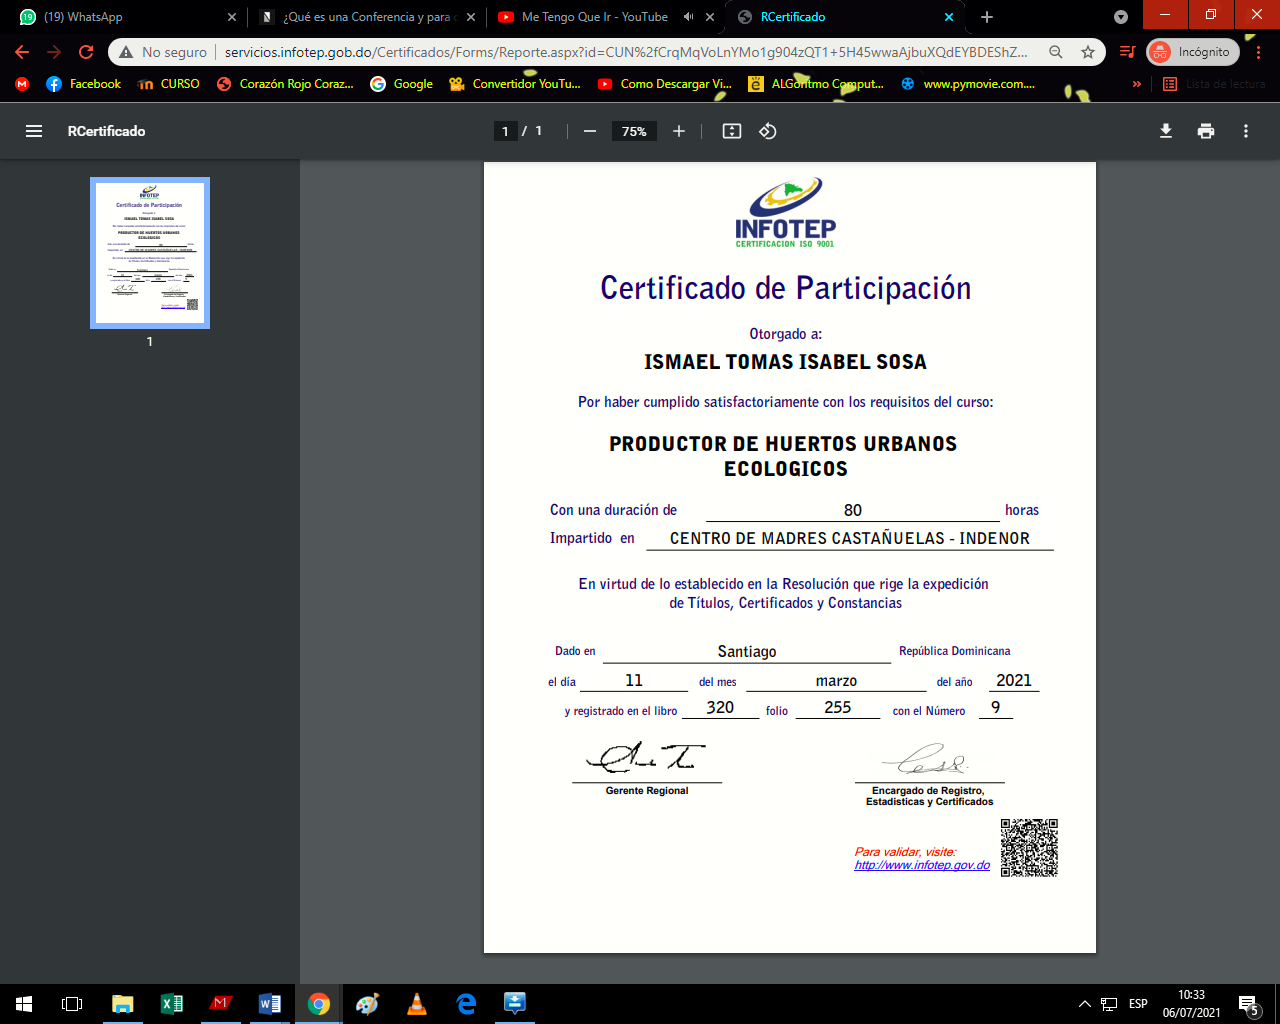 (19) WhatsApp
¿Qué es una Conferencia y para
Me Tengo Que Ir - YouTube
RCertificado
No seguro
servicios.infotep.gob.do/Certificados/Forms/Reporte.aspx?id=CUN%2fCrqMqVoLnYMo1g904zQT1+5H45wwaAjbuXQdEYBDEShZ...
Incógnito
Facebook
CURSO
Corazón Rojo Coraz...
Google
Convertidor YouTu...
Como Descargar Vi...
ALGoritmo Comput...
www.pymovie.com....
Lista de lectura
RCertificado
1 / 1
75%
1
INFOTEP
CERTIFICACION ISO 9001
Certificado de Participación
Otorgado a:
ISMAEL TOMAS ISABEL SOSA
Por haber cumplido satisfactoriamente con los requisitos del curso:
PRODUCTOR DE HUERTOS URBANOS
ECOLOGICOS
Con una duración de 80 horas
Impartido en CENTRO DE MADRES CASTAÑUELAS - INDENOR
En virtud de lo establecido en la Resolución que rige la expedición
de Títulos, Certificados y Constancias
Dado en Santiago República Dominicana
el día 11 del mes marzo del año 2021
y registrado en el libro 320 folio 255 con el Número 9
Gerente Regional
Encargado de Registro,
Estadisticas y Certificados
Para validar, visite:
http://www.infotep.gov.do
ESP
10:33
06/07/2021
5